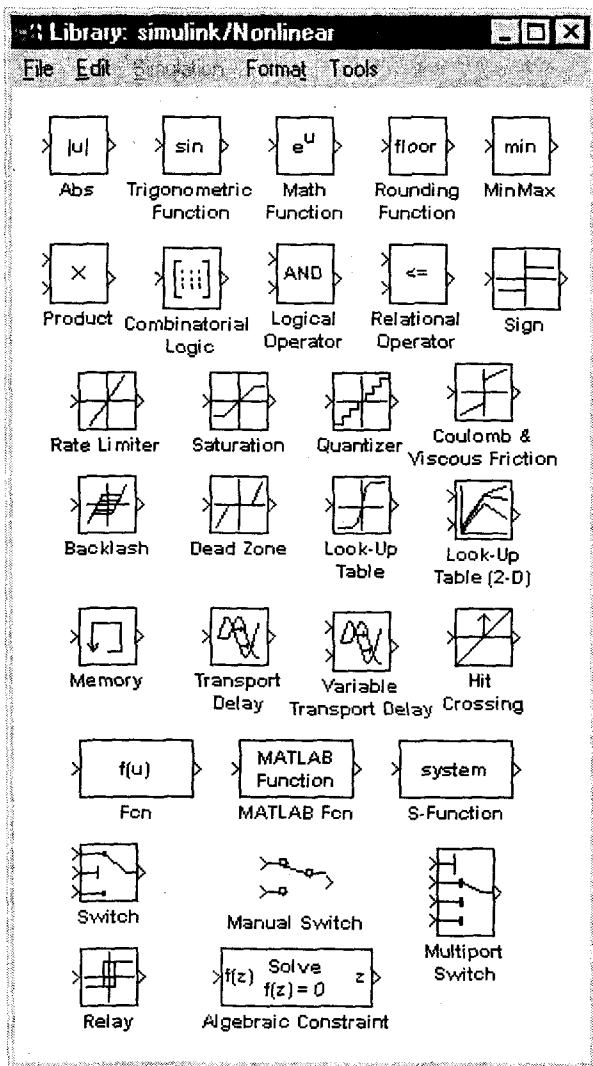 Library: simulink/Nonlinear
File Edit Simulation Format Tools
|u| sin e^u floor min
Abs Trigonometric Function Math Function Rounding Function MinMax
× [⋮⋮⋮] AND <=
Product Combinatorial Logic Logical Operator Relational Operator Sign
Rate Limiter Saturation Quantizer Coulomb & Viscous Friction
Backlash Dead Zone Look-Up Table Look-Up Table (2-D)
Memory Transport Delay Variable Transport Delay Hit Crossing
f(u) MATLAB Function system
Fcn MATLAB Fcn S-Function
Switch Manual Switch Multiport Switch
f(z) Solve f(z) = 0 z
Relay Algebraic Constraint